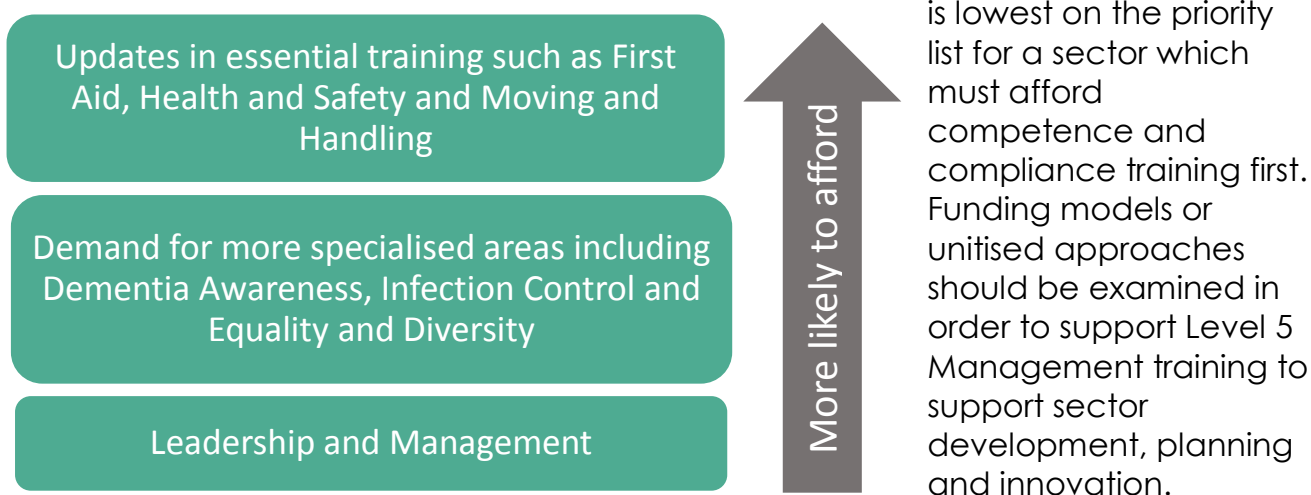 Updates in essential training such as First
Aid, Health and Safety and Moving and
Handling
Demand for more specialised areas including
Dementia Awareness, Infection Control and
Equality and Diversity
Leadership and Management
More likely to afford
is lowest on the priority
list for a sector which
must afford
competence and
compliance training first.
Funding models or
unitised approaches
should be examined in
order to support Level 5
Management training to
support sector
development, planning
and innovation.